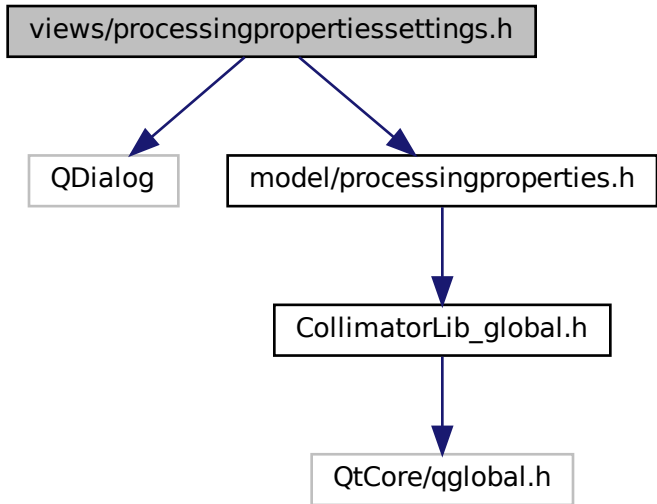 views/processingpropertiessettings.h
QDialog
model/processingproperties.h
CollimatorLib_global.h
QtCore/qglobal.h